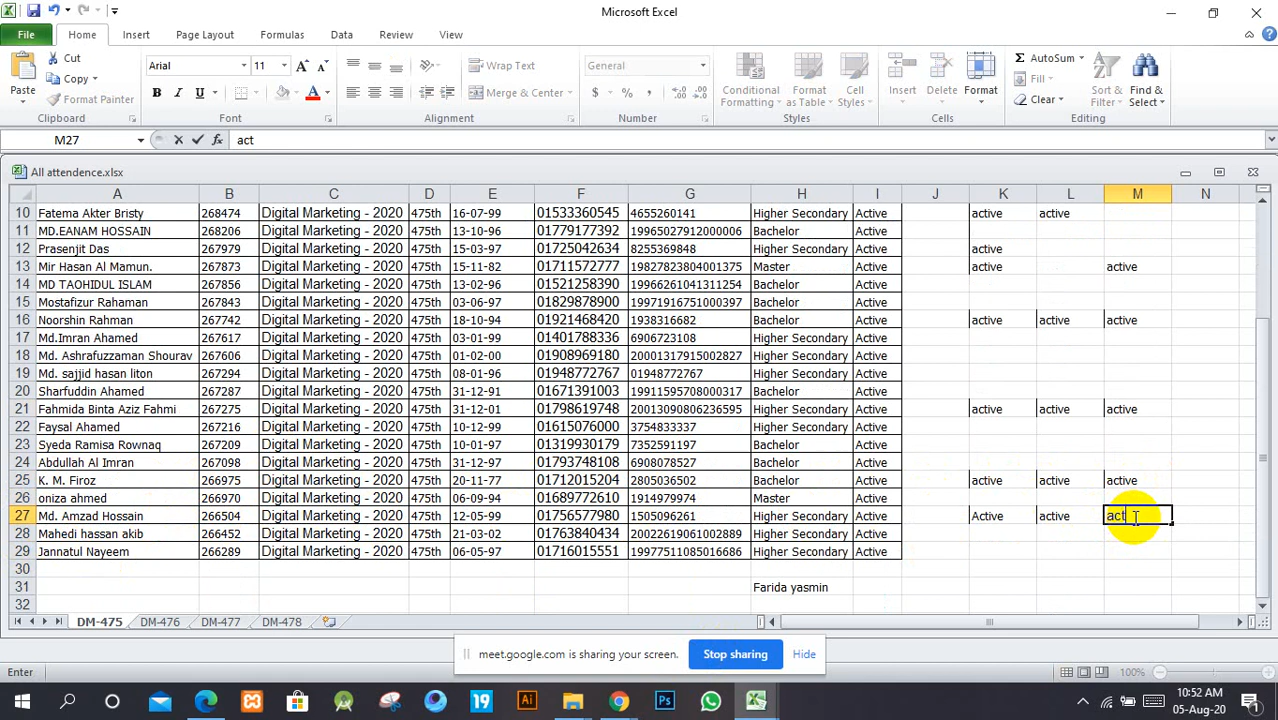 Microsoft Excel
File Home Insert Page Layout Formulas Data Review View
Paste Cut Copy Format Painter Clipboard
Arial 11 A A B I U A Font
Wrap Text Merge & Center Alignment
General $ % , Number
Conditional Formatting Format as Table Cell Styles Styles
Insert Delete Format Cells
Σ AutoSum Fill Clear Sort & Filter Find & Select Editing
M27 fx act
All attendence.xlsx
A B C D E F G H I J K L M N
10 Fatema Akter Bristy 268474 Digital Marketing - 2020 475th 16-07-99 01533360545 4655260141 Higher Secondary Active active active
11 MD.EANAM HOSSAIN 268206 Digital Marketing - 2020 475th 13-10-96 01779177392 19965027912000006 Bachelor Active
12 Prasenjit Das 267979 Digital Marketing - 2020 475th 15-03-97 01725042634 8255369848 Higher Secondary Active active
13 Mir Hasan Al Mamun. 267873 Digital Marketing - 2020 475th 15-11-82 01711572777 19827823804001375 Master Active active active
14 MD TAOHIDUL ISLAM 267856 Digital Marketing - 2020 475th 13-02-96 01521258390 19966261041311254 Bachelor Active
15 Mostafizur Rahaman 267843 Digital Marketing - 2020 475th 03-06-97 01829878900 19971916751000397 Bachelor Active
16 Noorshin Rahman 267742 Digital Marketing - 2020 475th 18-10-94 01921468420 1938316682 Bachelor Active active active active
17 Md.Imran Ahamed 267617 Digital Marketing - 2020 475th 03-01-99 01401788336 6906723108 Higher Secondary Active
18 Md. Ashrafuzzaman Shourav 267606 Digital Marketing - 2020 475th 01-02-00 01908969180 20001317915002827 Higher Secondary Active
19 Md. sajjid hasan liton 267294 Digital Marketing - 2020 475th 08-01-96 01948772767 01948772767 Higher Secondary Active
20 Sharfuddin Ahamed 267287 Digital Marketing - 2020 475th 31-12-91 01671391003 19911595708000317 Bachelor Active
21 Fahmida Binta Aziz Fahmi 267275 Digital Marketing - 2020 475th 31-12-01 01798619748 20013090806236595 Higher Secondary Active active active active
22 Faysal Ahamed 267216 Digital Marketing - 2020 475th 10-12-99 01615076000 3754833337 Higher Secondary Active
23 Syeda Ramisa Rownaq 267209 Digital Marketing - 2020 475th 10-01-97 01319930179 7352591197 Bachelor Active
24 Abdullah Al Imran 267098 Digital Marketing - 2020 475th 31-12-97 01793748108 6908078527 Bachelor Active
25 K. M. Firoz 266975 Digital Marketing - 2020 475th 20-11-77 01712015204 2805036502 Bachelor Active active active active
26 oniza ahmed 266970 Digital Marketing - 2020 475th 06-09-94 01689772610 1914979974 Master Active
27 Md. Amzad Hossain 266504 Digital Marketing - 2020 475th 12-05-99 01756577980 1505096261 Higher Secondary Active Active active act
28 Mahedi hassan akib 266452 Digital Marketing - 2020 475th 21-03-02 01763840434 20022619061002889 Higher Secondary Active
29 Jannatul Nayeem 266289 Digital Marketing - 2020 475th 06-05-97 01716015551 19977511085016686 Higher Secondary Active
30
31 Farida yasmin
32
DM-475 DM-476 DM-477 DM-478
meet.google.com is sharing your screen. Stop sharing Hide
Enter 100%
19 Ai Ps 10:52 AM
05-Aug-20 1